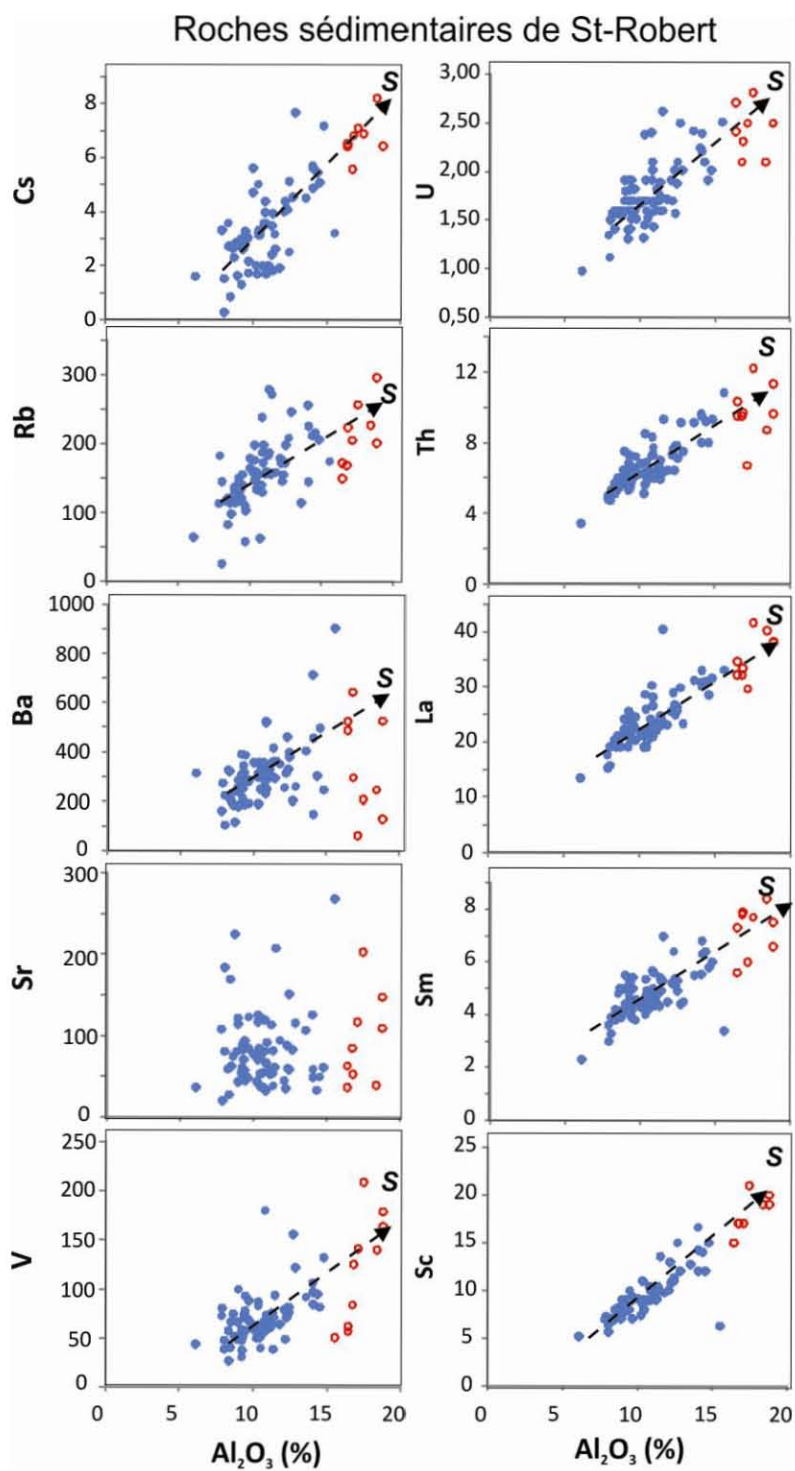 Roches sédimentaires de St-Robert
Cs
8
6
4
2
0
S
U
3,00
2,50
2,00
1,50
1,00
0,50
S
Rb
300
200
100
0
S
Th
12
8
4
0
S
Ba
1000
800
600
400
200
0
S
La
40
30
20
10
0
S
Sr
300
200
100
0
Sm
8
6
4
2
0
S
V
250
200
150
100
50
0
S
0 5 10 15 20
Al₂O₃ (%)
Sc
25
20
15
10
5
0
S
0 5 10 15 20
Al₂O₃ (%)